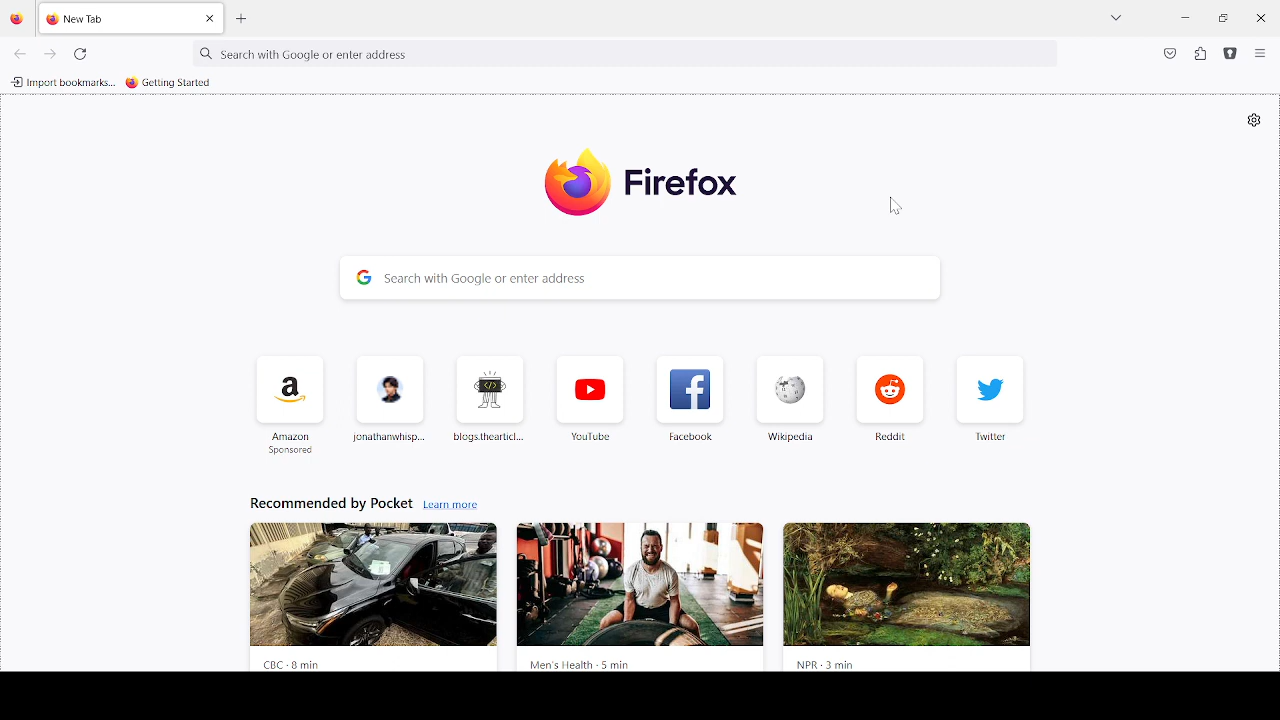 New Tab
Search with Google or enter address
Import bookmarks...
Getting Started
Firefox
Search with Google or enter address
Amazon
Sponsored
jonathanwhisp...
blogs.thearticl...
YouTube
Facebook
Wikipedia
Reddit
Twitter
Recommended by Pocket Learn more
CBC · 8 min
Men's Health · 5 min
NPR · 3 min